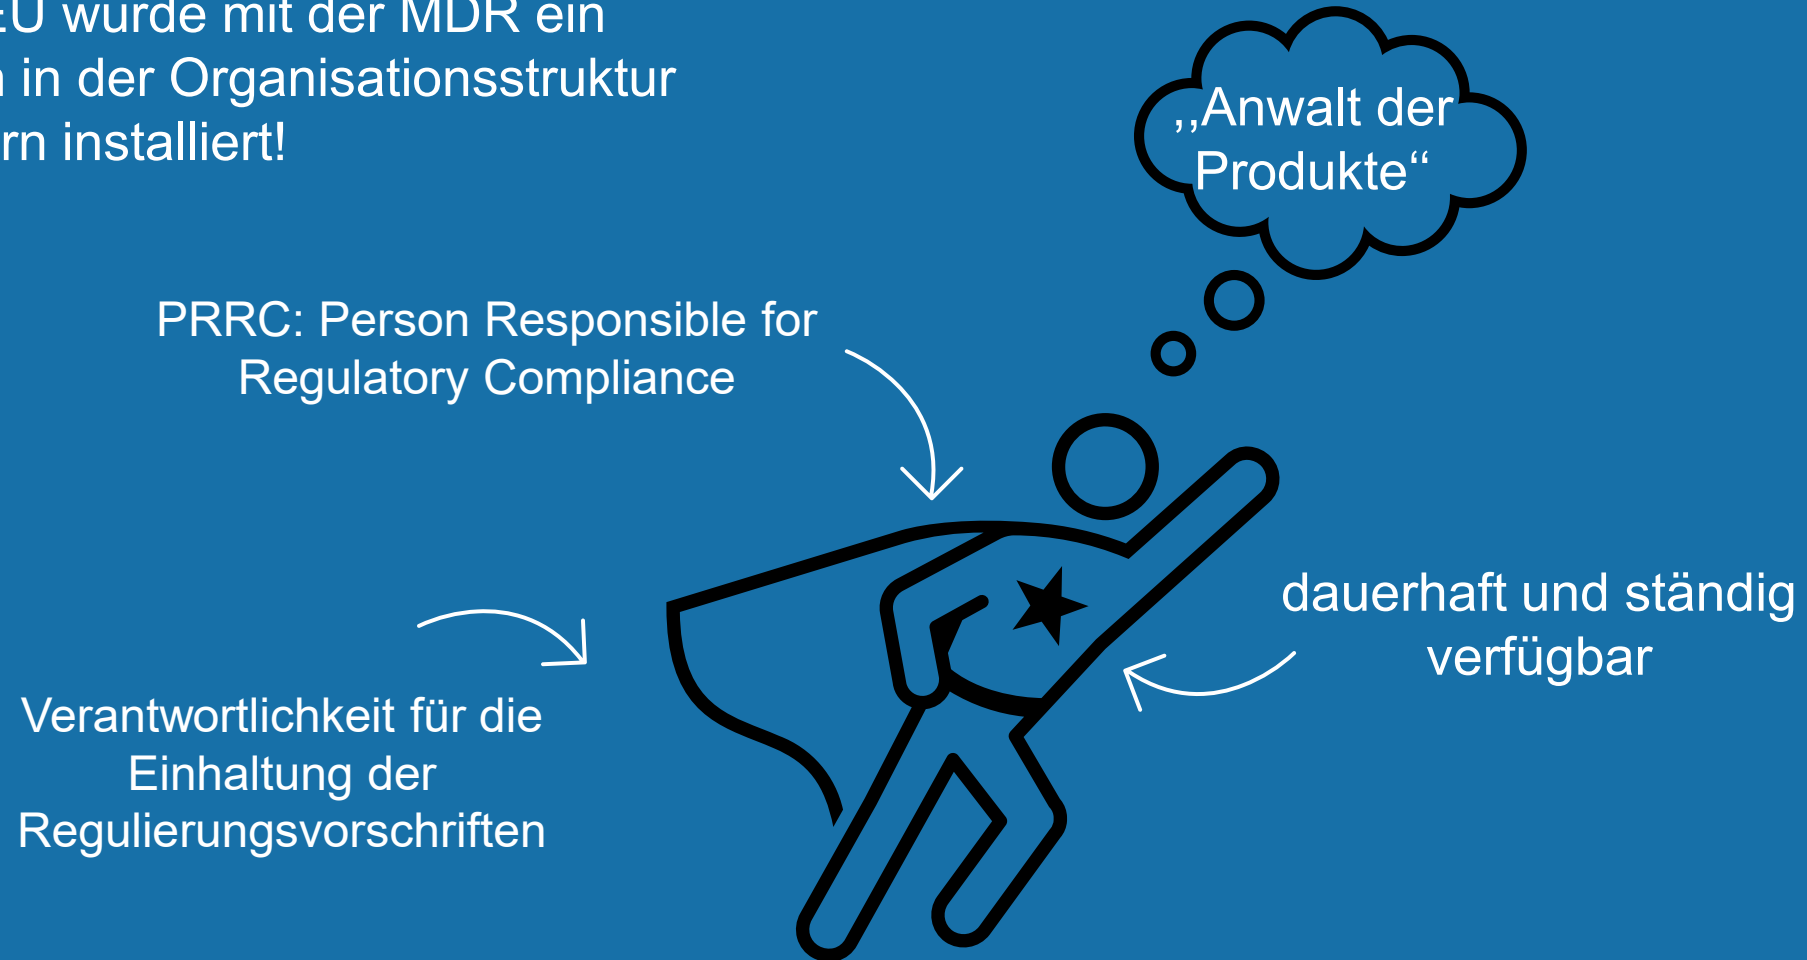 EU wurde mit der MDR ein
in der Organisationsstruktur
rn installiert!
,,Anwalt der
Produkte“
PRRC: Person Responsible for
Regulatory Compliance
dauerhaft und ständig
verfügbar
Verantwortlichkeit für die
Einhaltung der
Regulierungsvorschriften